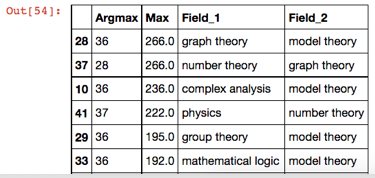 Out[54]:
Argmax Max Field_1 Field_2
28 36 266.0 graph theory model theory
37 28 266.0 number theory graph theory
10 36 236.0 complex analysis model theory
41 37 222.0 physics number theory
29 36 195.0 group theory model theory
33 36 192.0 mathematical logic model theory